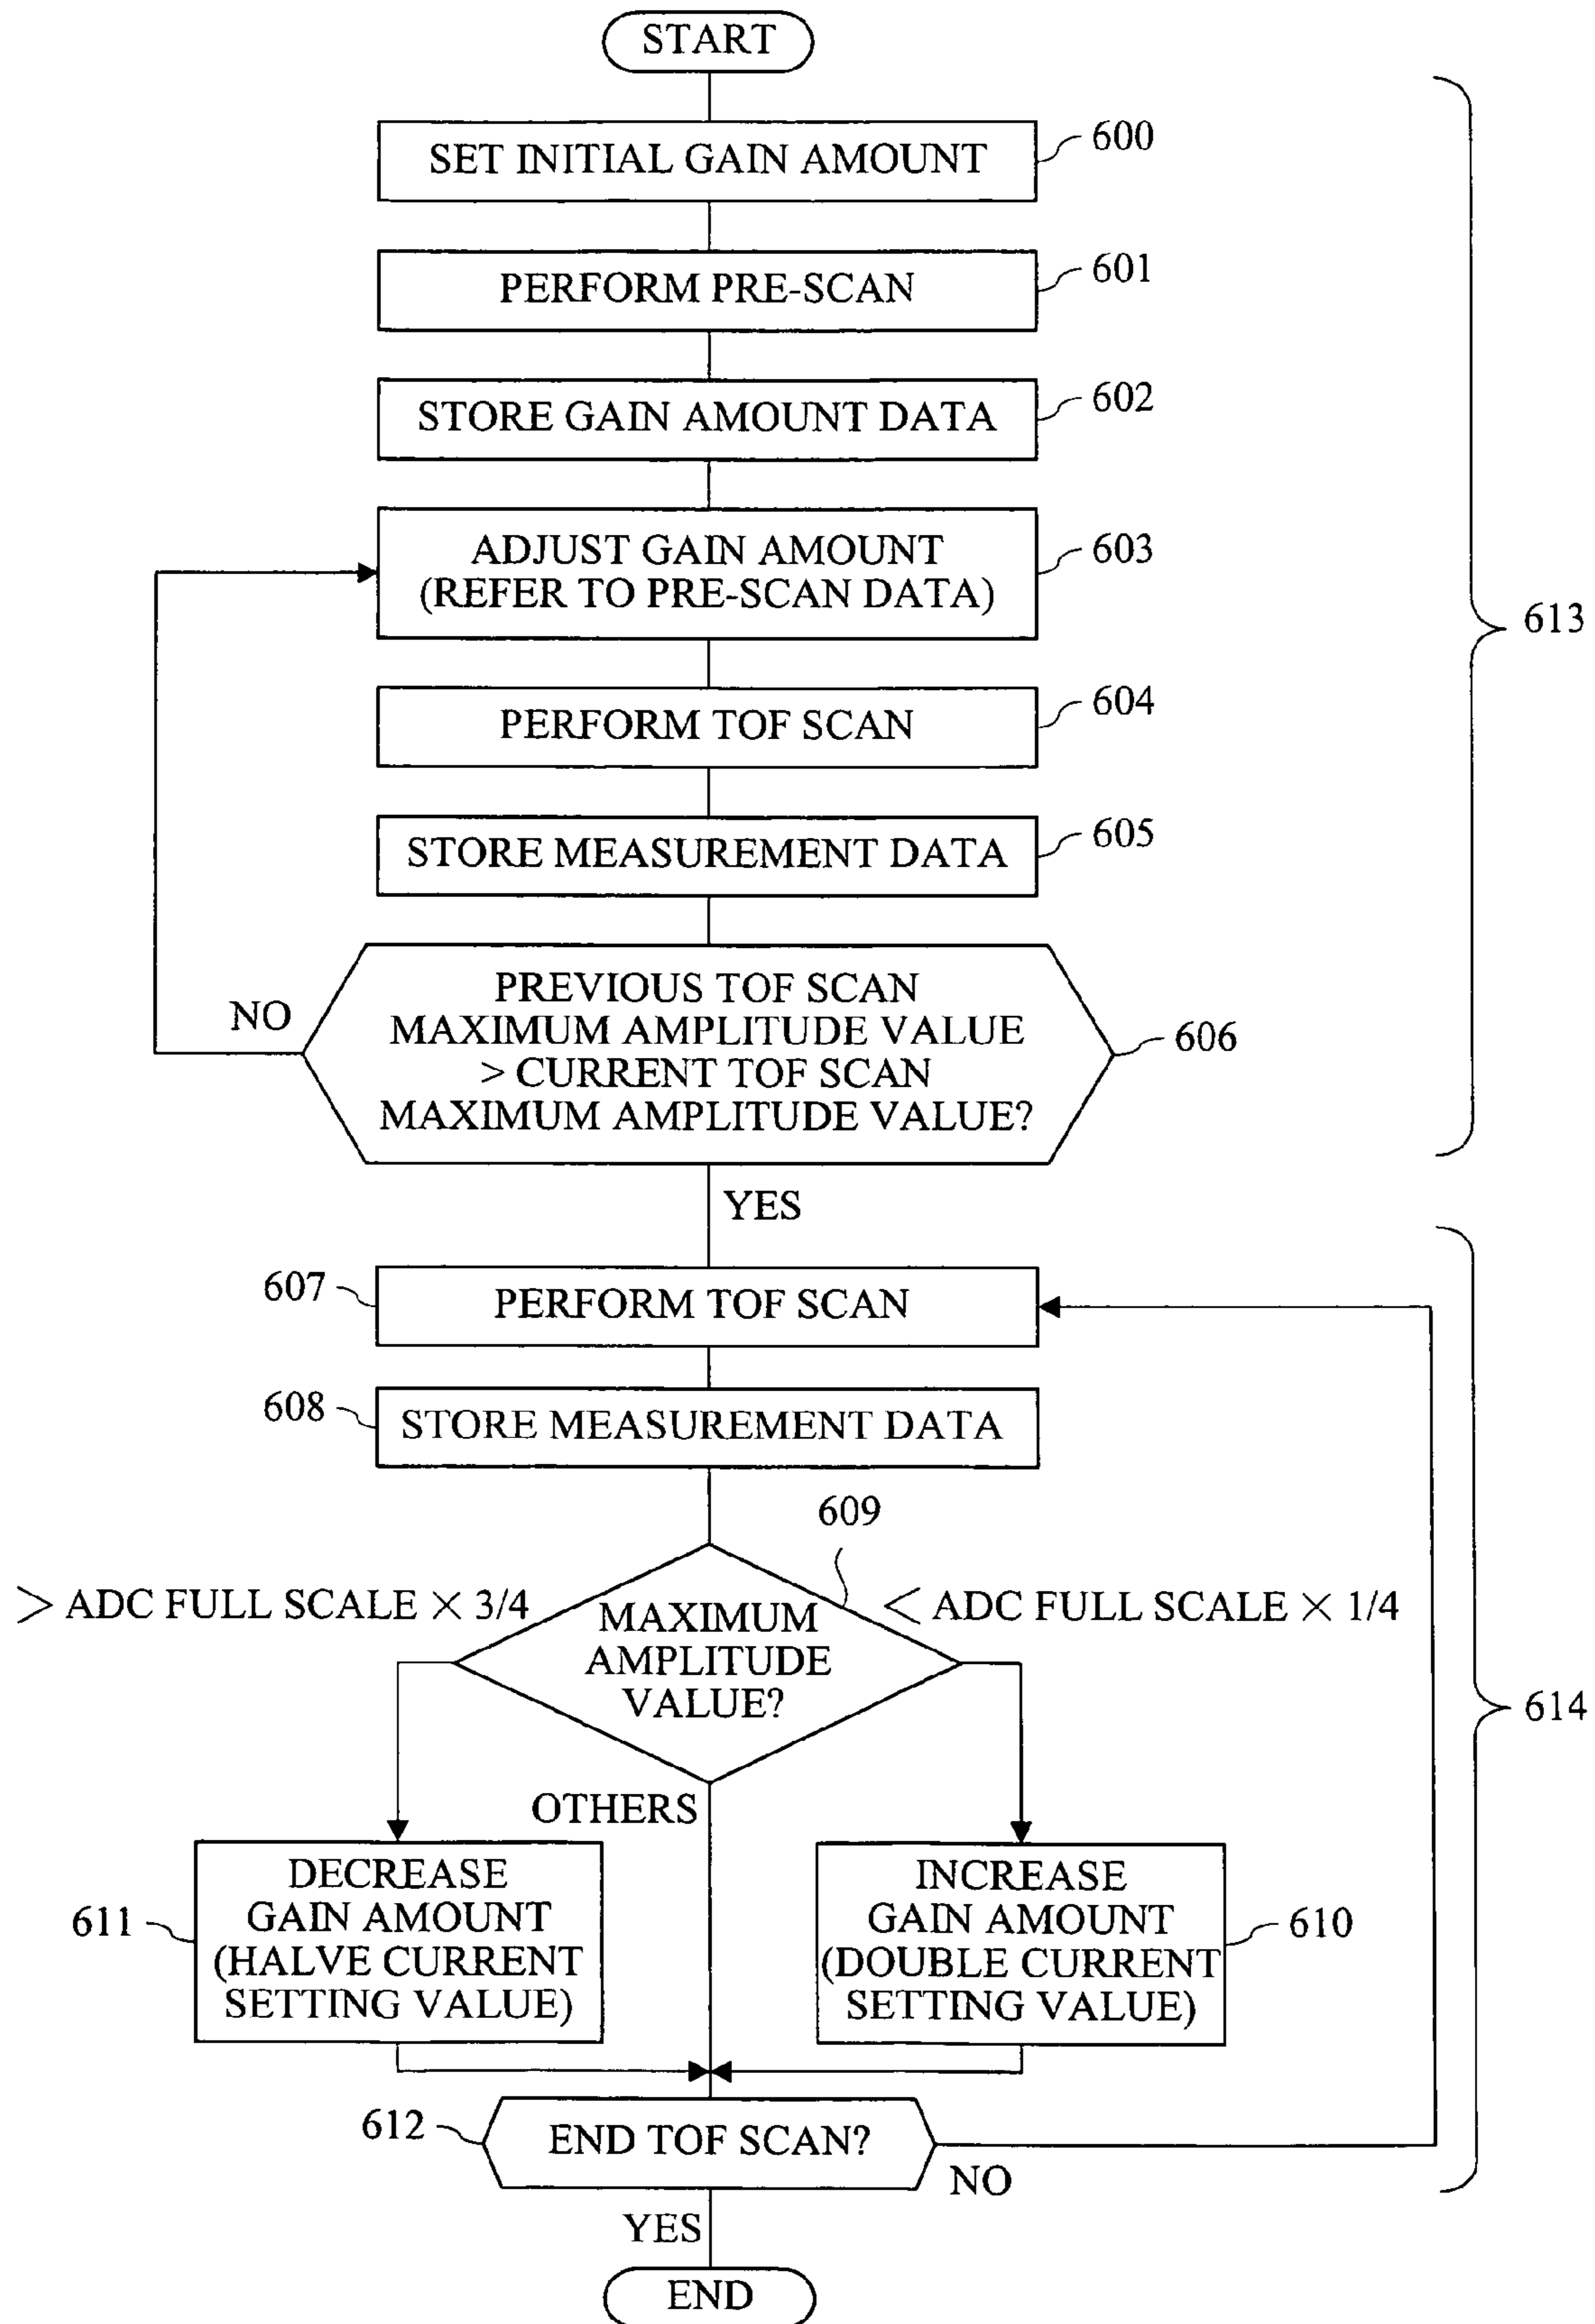 START
SET INITIAL GAIN AMOUNT
600
PERFORM PRE-SCAN
601
STORE GAIN AMOUNT DATA
602
ADJUST GAIN AMOUNT
(REFER TO PRE-SCAN DATA)
603
613
PERFORM TOF SCAN
604
STORE MEASUREMENT DATA
605
NO
PREVIOUS TOF SCAN
MAXIMUM AMPLITUDE VALUE
> CURRENT TOF SCAN
MAXIMUM AMPLITUDE VALUE?
606
YES
607
PERFORM TOF SCAN
608
STORE MEASUREMENT DATA
609
> ADC FULL SCALE × 3/4
< ADC FULL SCALE × 1/4
MAXIMUM
AMPLITUDE
VALUE?
614
OTHERS
611
DECREASE
GAIN AMOUNT
(HALVE CURRENT
SETTING VALUE)
INCREASE
GAIN AMOUNT
(DOUBLE CURRENT
SETTING VALUE)
610
612
END TOF SCAN?
NO
YES
END